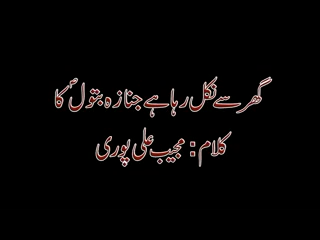 گھر سے نکل رہا ہے جنازہ بتولؑ کا
کلام : مجیب علی پوری